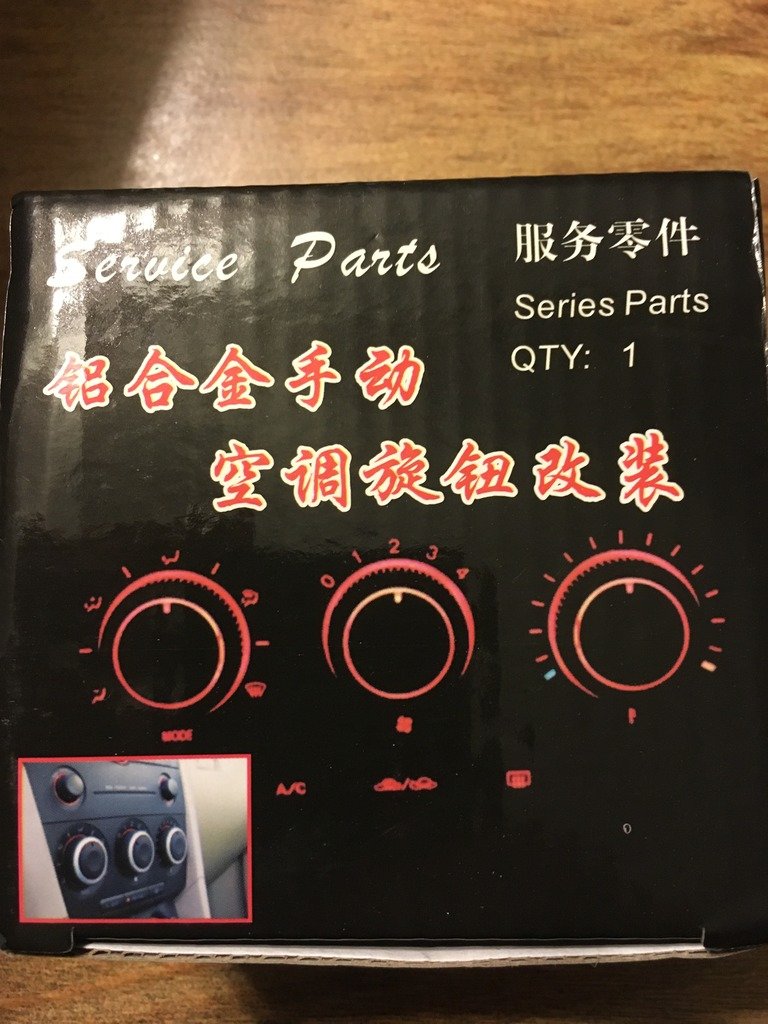 Service Parts
服务零件
Series Parts
QTY: 1
铝合金手动
空调旋钮改装
0 1 2 3 4
MODE
A/C